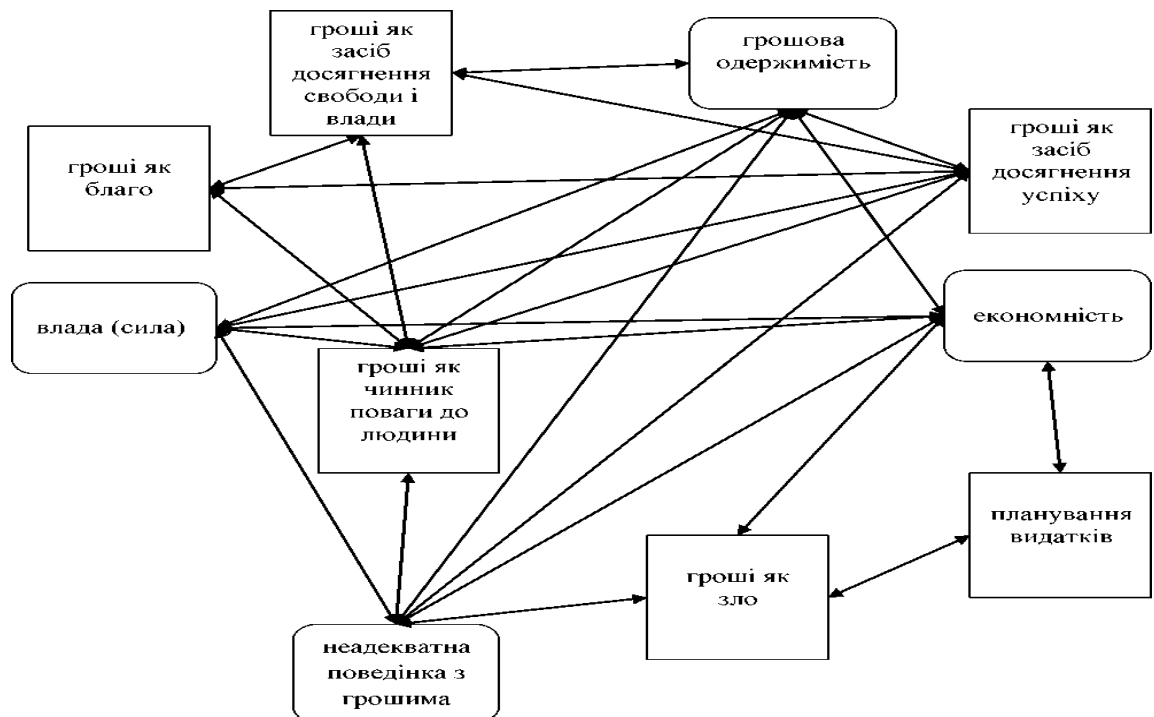 гроші як
засіб
досягнення
свободи і
влади
грошова
одержимість
гроші як
благо
гроші як
засіб
досягнення
успіху
влада (сила)
гроші як
чинник
поваги до
людини
економність
гроші як
зло
планування
видатків
неадекватна
поведінка з
грошима